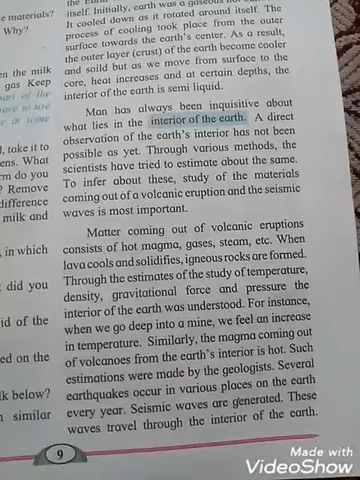 e materials?
Why?
en the milk
gas Keep
part of the
ave to use
e at some
d, take it to
ens. What
rm do you
? Remove
difference
milk and
, in which
t did you
id of the
ed on the
lk below?
n similar
itself. Initially, earth was a gaseous
It cooled down as it rotated around itself. The
process of cooling took place from the outer
surface towards the earth's center. As a result,
the outer layer (crust) of the earth become cooler
and solid but as we move from surface to the
core, heat increases and at certain depths, the
interior of the earth is semi liquid.
Man has always been inquisitive about
what lies in the interior of the earth. A direct
observation of the earth's interior has not been
possible as yet. Through various methods, the
scientists have tried to estimate about the same.
To infer about these, study of the materials
coming out of a volcanic eruption and the seismic
waves is most important.
Matter coming out of volcanic eruptions
consists of hot magma, gases, steam, etc. When
lava cools and solidifies, igneous rocks are formed.
Through the estimates of the study of temperature,
density, gravitational force and pressure the
interior of the earth was understood. For instance,
when we go deep into a mine, we feel an increase
in temperature. Similarly, the magma coming out
of volcanoes from the earth's interior is hot. Such
estimations were made by the geologists. Several
earthquakes occur in various places on the earth
every year. Seismic waves are generated. These
waves travel through the interior of the earth.
9
Made with
VideoShow